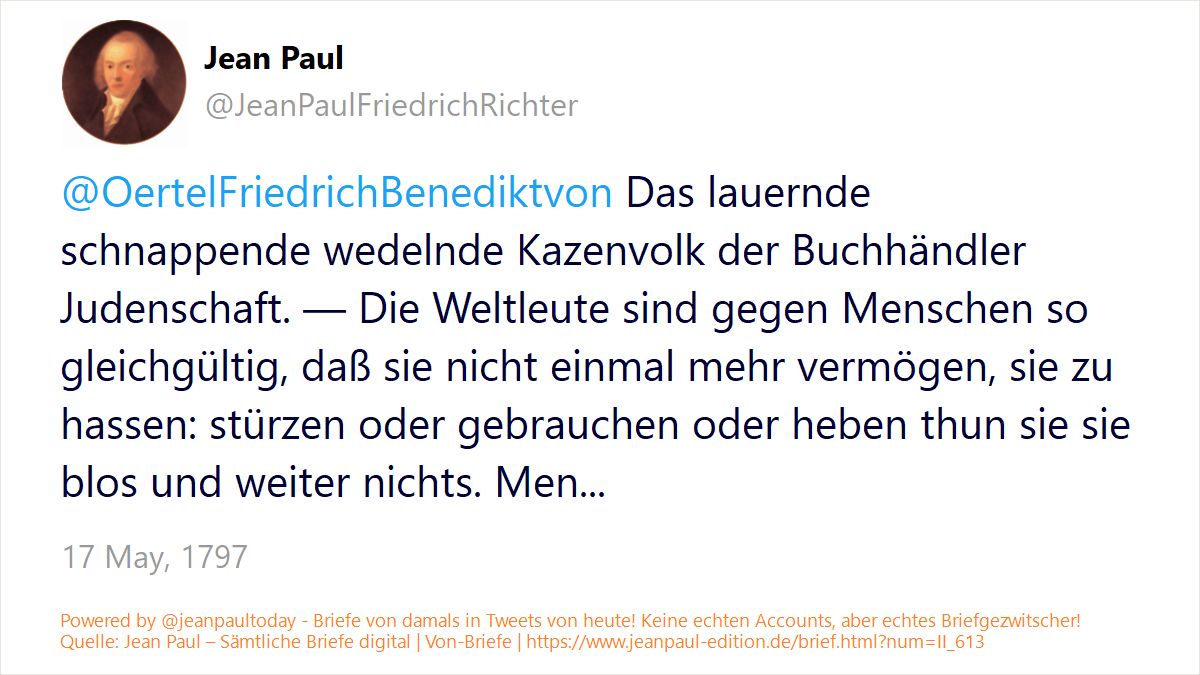 Jean Paul
@JeanPaulFriedrichRichter
@OertelFriedrichBenediktvon Das lauernde
schnappende wedelnde Kazenvolk der Buchhändler
Judenschaft. — Die Weltleute sind gegen Menschen so
gleichgültig, daß sie nicht einmal mehr vermögen, sie zu
hassen: stürzen oder gebrauchen oder heben thun sie sie
blos und weiter nichts. Men...
17 May, 1797
Powered by @jeanpaultoday - Briefe von damals in Tweets von heute! Keine echten Accounts, aber echtes Briefgezwitscher!
Quelle: Jean Paul – Sämtliche Briefe digital | Von-Briefe | https://www.jeanpaul-edition.de/brief.html?num=II_613